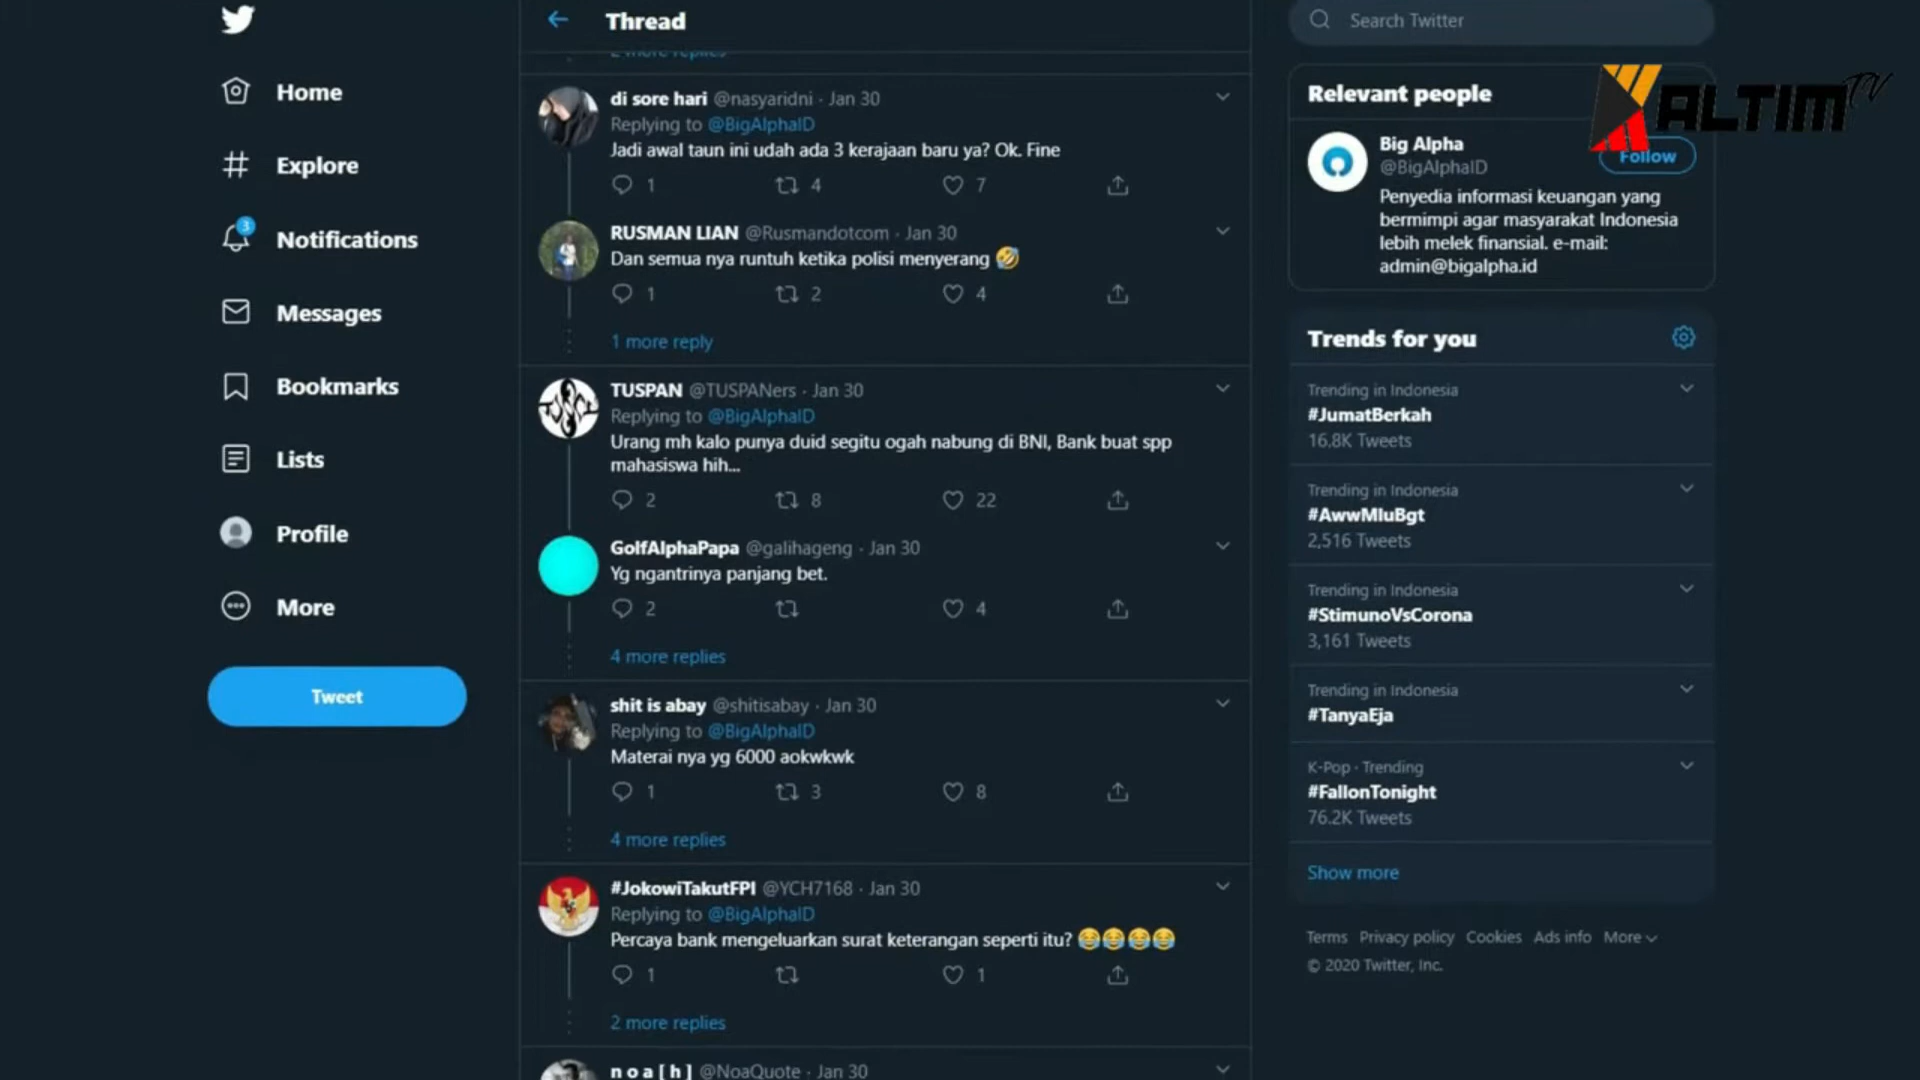 Home
Explore
3
Notifications
Messages
Bookmarks
Lists
Profile
More
Tweet
Thread
2 more replies
di sore hari @nasyaridni · Jan 30
Replying to @BigAlphaID
Jadi awal taun ini udah ada 3 kerajaan baru ya? Ok. Fine
1 4 7
RUSMAN LIAN @Rusmandotcom · Jan 30
Dan semua nya runtuh ketika polisi menyerang 🤣
1 2 4
1 more reply
TUSPAN @TUSPANers · Jan 30
Replying to @BigAlphaID
Urang mh kalo punya duid segitu ogah nabung di BNI, Bank buat spp
mahasiswa hih...
2 8 22
GolfAlphaPapa @galihageng · Jan 30
Yg ngantrinya panjang bet.
2 4
4 more replies
shit is abay @shitisabay · Jan 30
Replying to @BigAlphaID
Materai nya yg 6000 aokwkwk
1 3 8
4 more replies
#JokowiTakutFPI @YCH7168 · Jan 30
Replying to @BigAlphaID
Percaya bank mengeluarkan surat keterangan seperti itu? 😂😂😂😂
1 1
2 more replies
n o a [ h ] @NoaQuote · Jan 30
Search Twitter
KALTIM TV
Relevant people
Big Alpha
@BigAlphaID
Follow
Penyedia informasi keuangan yang
bermimpi agar masyarakat Indonesia
lebih melek finansial. e-mail:
admin@bigalpha.id
Trends for you
Trending in Indonesia
#JumatBerkah
16.8K Tweets
Trending in Indonesia
#AwwMluBgt
2,516 Tweets
Trending in Indonesia
#StimunoVsCorona
3,161 Tweets
Trending in Indonesia
#TanyaEja
K-Pop · Trending
#FallonTonight
76.2K Tweets
Show more
Terms Privacy policy Cookies Ads info More
© 2020 Twitter, Inc.